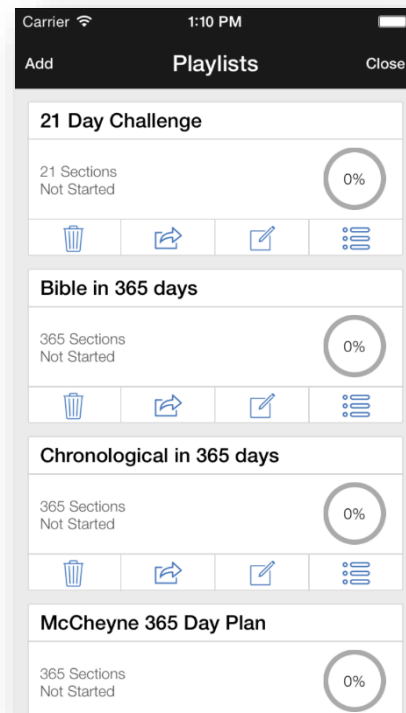 Carrier 1:10 PM
Add Playlists Close
21 Day Challenge
21 Sections
Not Started
0%
Bible in 365 days
365 Sections
Not Started
0%
Chronological in 365 days
365 Sections
Not Started
0%
McCheyne 365 Day Plan
365 Sections
Not Started
0%